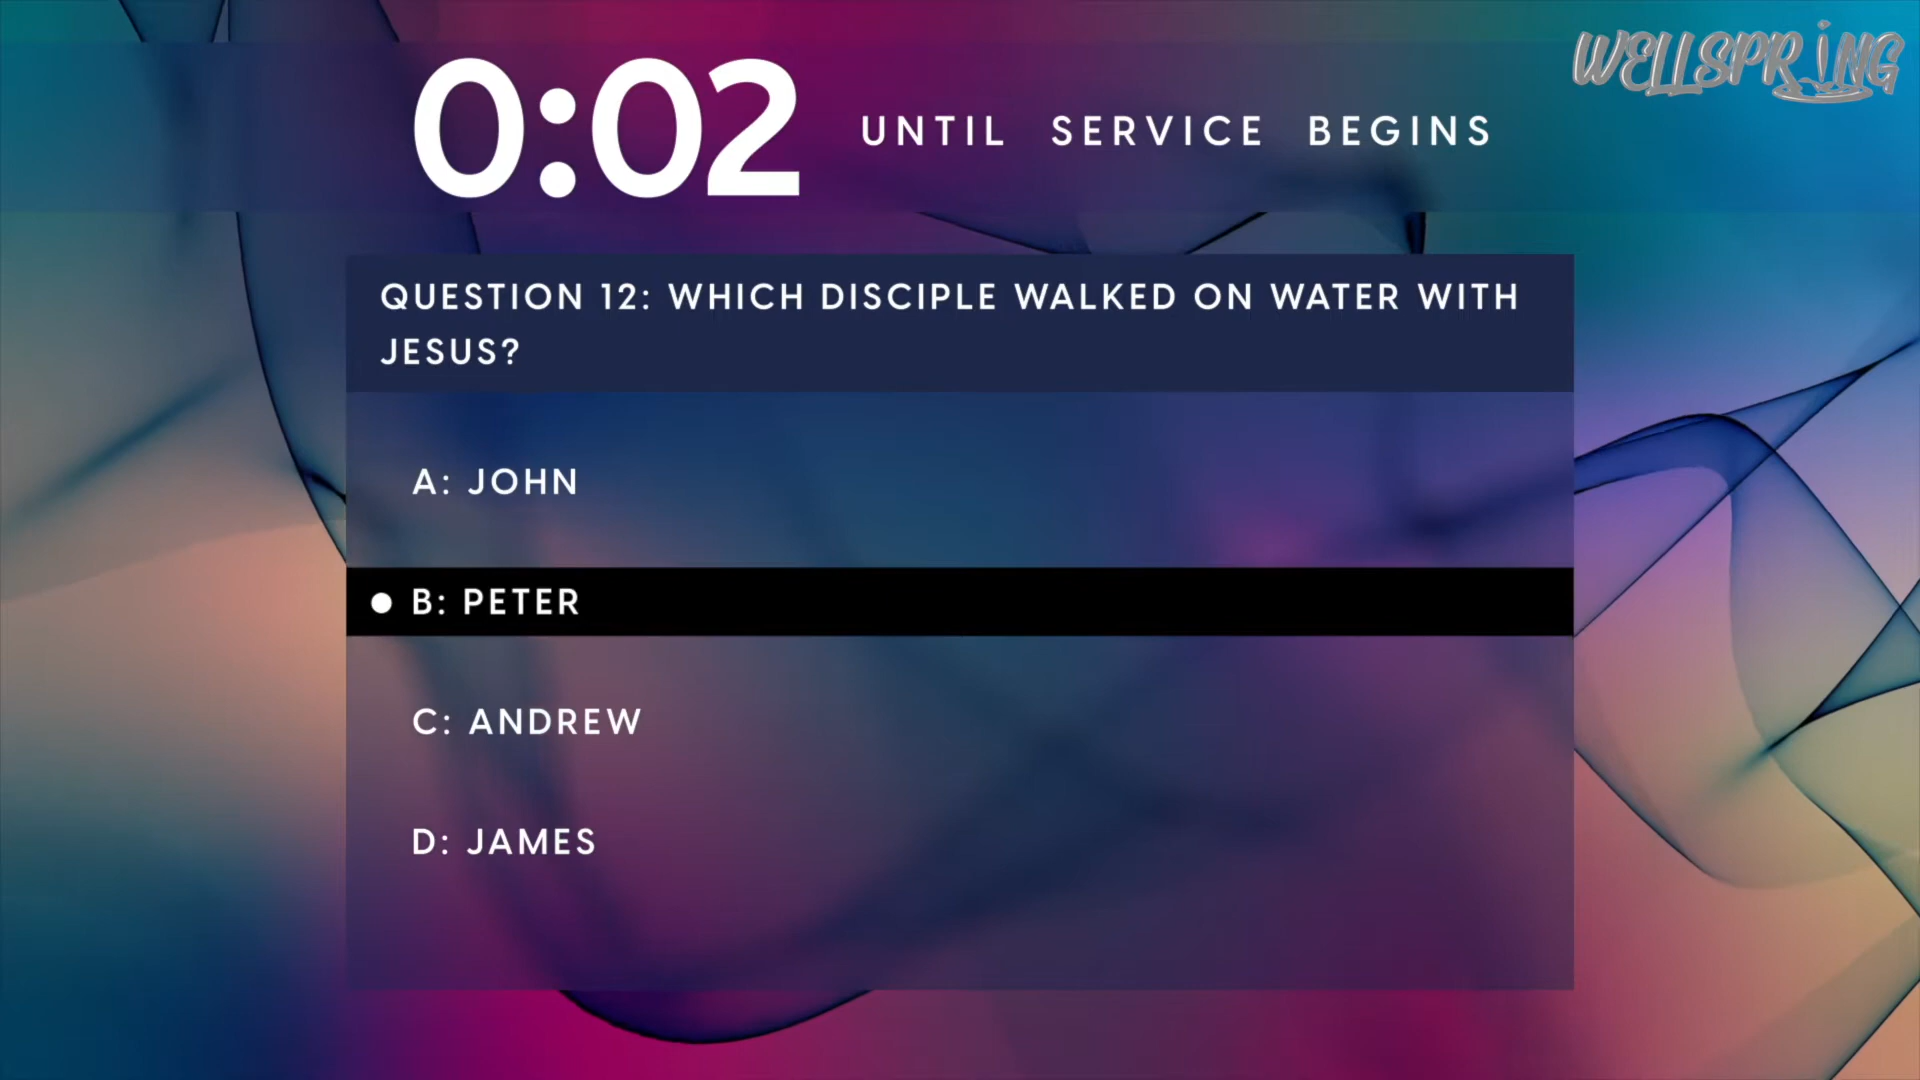 WELLSPRING
0:02 UNTIL SERVICE BEGINS
QUESTION 12: WHICH DISCIPLE WALKED ON WATER WITH
JESUS?
A: JOHN
B: PETER
C: ANDREW
D: JAMES